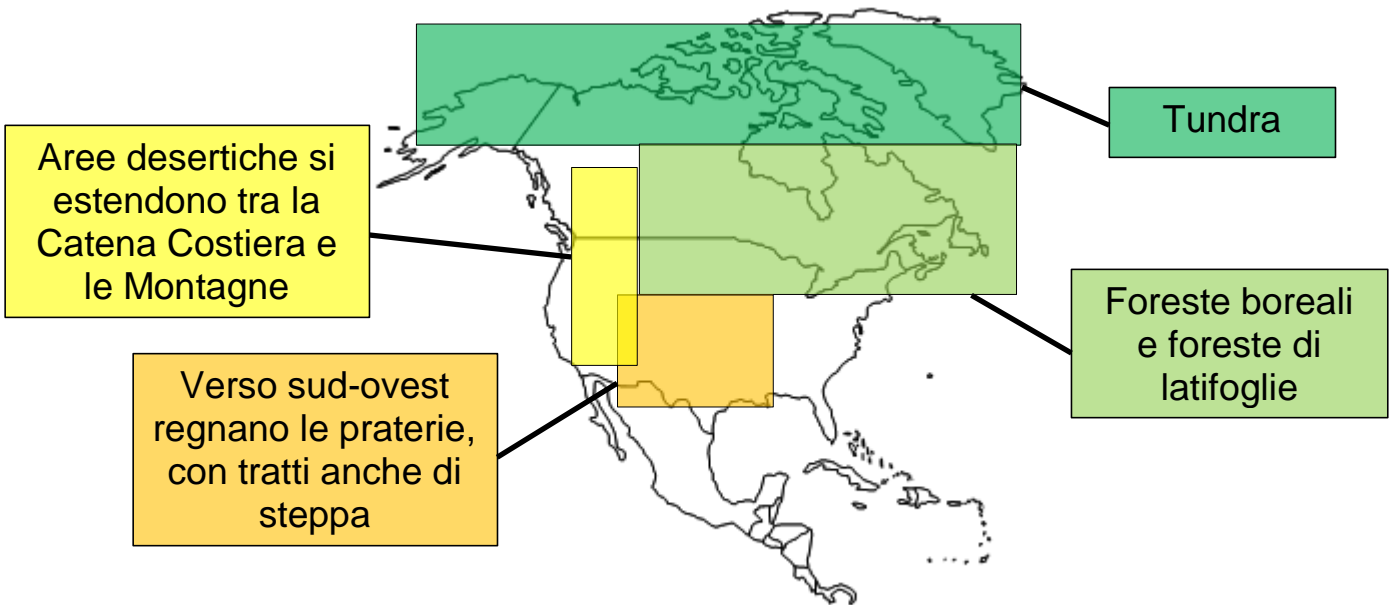 Tundra
Aree desertiche si
estendono tra la
Catena Costiera e
le Montagne
Foreste boreali
e foreste di
latifoglie
Verso sud-ovest
regnano le praterie,
con tratti anche di
steppa